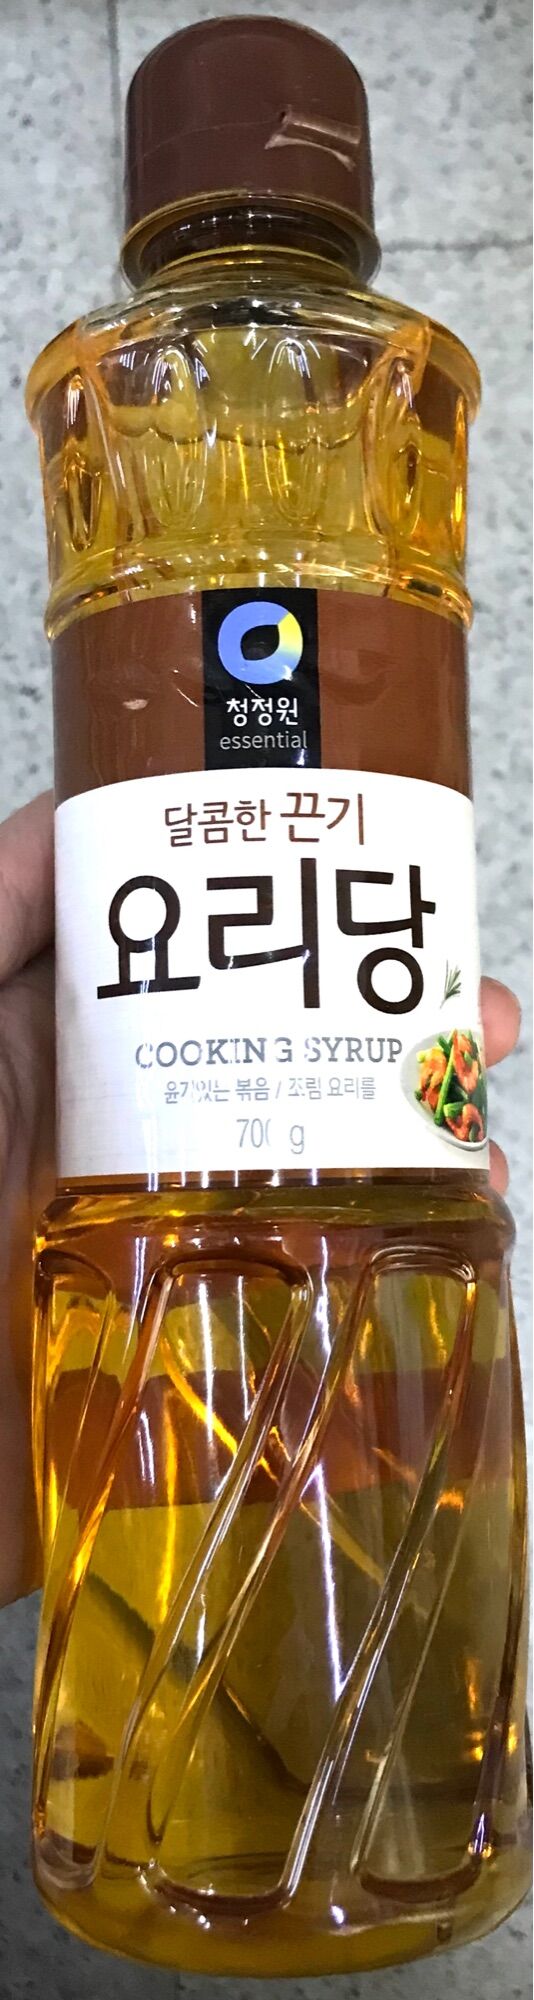 청정원
essential
달콤한 끈기
요리당
COOKING SYRUP
윤기있는 볶음 / 조림 요리를
700 g